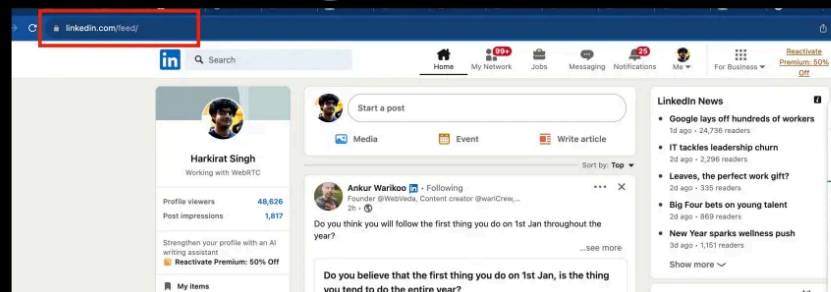 linkedin.com/feed/
in
Search
99+
25
Home
My Network
Jobs
Messaging
Notifications
Me
For Business
Reactivate
Premium: 50%
Off
Harkirat Singh
Working with WebRTC
Profile viewers 48,626
Post impressions 1,817
Strengthen your profile with an AI
writing assistant
Reactivate Premium: 50% Off
My items
Start a post
Media
Event
Write article
Sort by: Top
Ankur Warikoo in • Following
Founder @WebVeda, Content creator @wariCrew,...
2h •
Do you think you will follow the first thing you do on 1st Jan throughout the
year?
...see more
Do you believe that the first thing you do on 1st Jan, is the thing
you tend to do the entire year?
LinkedIn News
Google lays off hundreds of workers
1d ago • 24,736 readers
IT tackles leadership churn
2d ago • 2,296 readers
Leaves, the perfect work gift?
2d ago • 335 readers
Big Four bets on young talent
2d ago • 869 readers
New Year sparks wellness push
3d ago • 1,151 readers
Show more